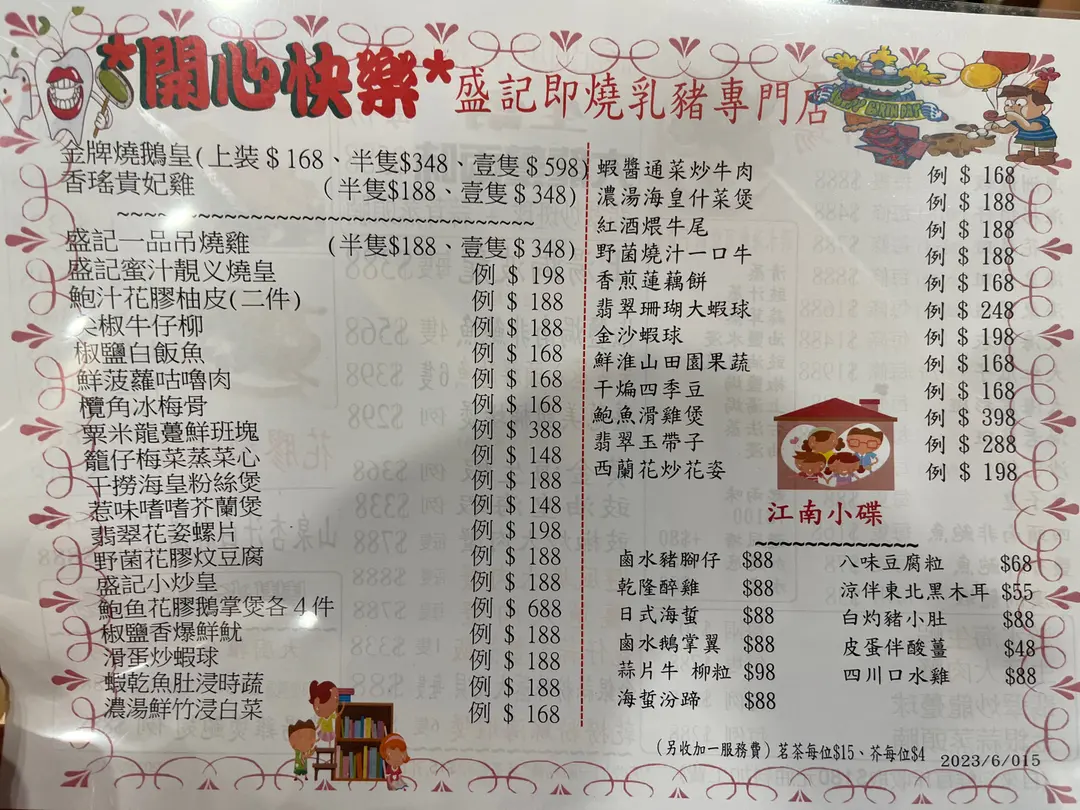 *開心快樂*
盛記即燒乳豬專門店
金牌燒鵝皇(上裝$168、半隻$348、壹隻$598)
香瑤貴妃雞 (半隻$188、壹隻$348)
盛記一品吊燒雞 (半隻$188、壹隻$348)
盛記蜜汁靚义燒皇 例 $ 198
鮑汁花膠柚皮(二件) 例 $ 188
尖椒牛仔柳 例 $ 188
椒鹽白飯魚 例 $ 168
鮮菠蘿咕嚕肉 例 $ 168
欖角冰梅骨 例 $ 168
粟米龍躉鮮班塊 例 $ 388
籠仔梅菜蒸菜心 例 $ 148
干撈海皇粉絲煲 例 $ 188
惹味嗜嗜芥蘭煲 例 $ 148
翡翠花姿螺片 例 $ 198
野菌花膠炆豆腐 例 $ 188
盛記小炒皇 例 $ 188
鮑魚花膠鵝掌煲各4件 例 $ 688
椒鹽香爆鮮魷 例 $ 188
滑蛋炒蝦球 例 $ 188
蝦乾魚肚浸時蔬 例 $ 188
濃湯鮮竹浸白菜 例 $ 168
蝦醬通菜炒牛肉 例 $ 168
濃湯海皇什菜煲 例 $ 188
紅酒煨牛尾 例 $ 188
野菌燒汁一口牛 例 $ 188
香煎蓮藕餅 例 $ 168
翡翠珊瑚大蝦球 例 $ 248
金沙蝦球 例 $ 198
鮮淮山田園果蔬 例 $ 168
干煸四季豆 例 $ 168
鮑魚滑雞煲 例 $ 398
翡翠玉帶子 例 $ 288
西蘭花炒花姿 例 $ 198
江南小碟
鹵水豬腳仔 $88 八味豆腐粒 $68
乾隆醉雞 $88 涼伴東北黑木耳 $55
日式海蜇 $88 白灼豬小肚 $88
鹵水鵝掌翼 $88 皮蛋伴酸薑 $48
蒜片牛 柳粒 $98 四川口水雞 $88
海蜇汾蹄 $88
(另收加一服務費) 茗茶每位$15、芥每位$4 2023/6/015